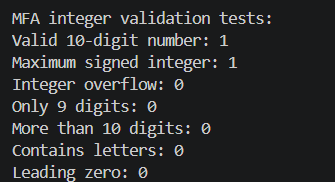 MFA integer validation tests:
Valid 10-digit number: 1
Maximum signed integer: 1
Integer overflow: 0
Only 9 digits: 0
More than 10 digits: 0
Contains letters: 0
Leading zero: 0